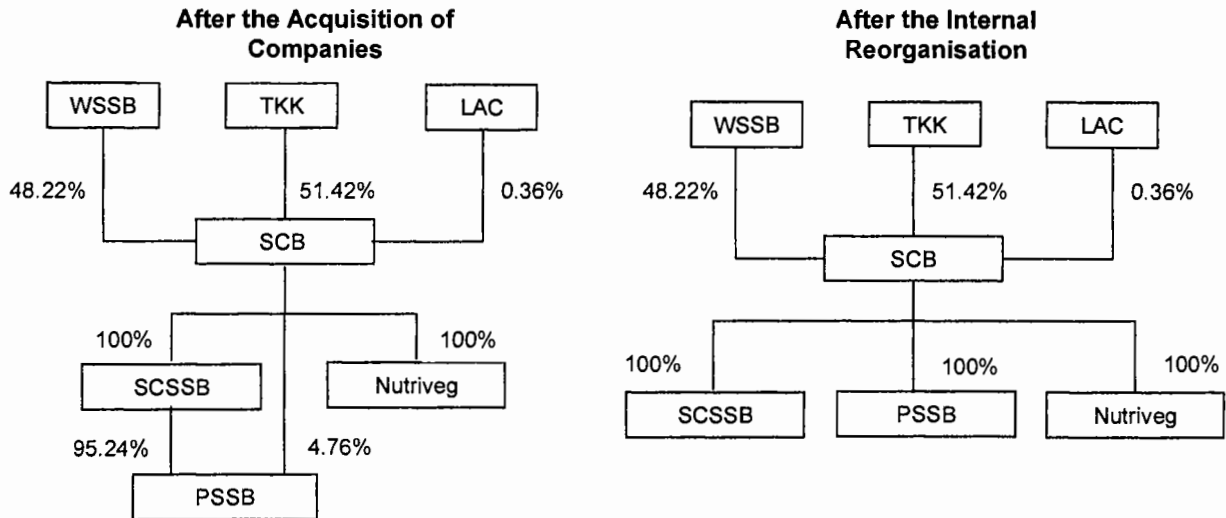 After the Acquisition of
Companies
WSSB
TKK
LAC
48.22%
51.42%
0.36%
SCB
100%
100%
SCSSB
Nutriveg
95.24%
4.76%
PSSB
After the Internal
Reorganisation
WSSB
TKK
LAC
48.22%
51.42%
0.36%
SCB
100%
100%
100%
SCSSB
PSSB
Nutriveg